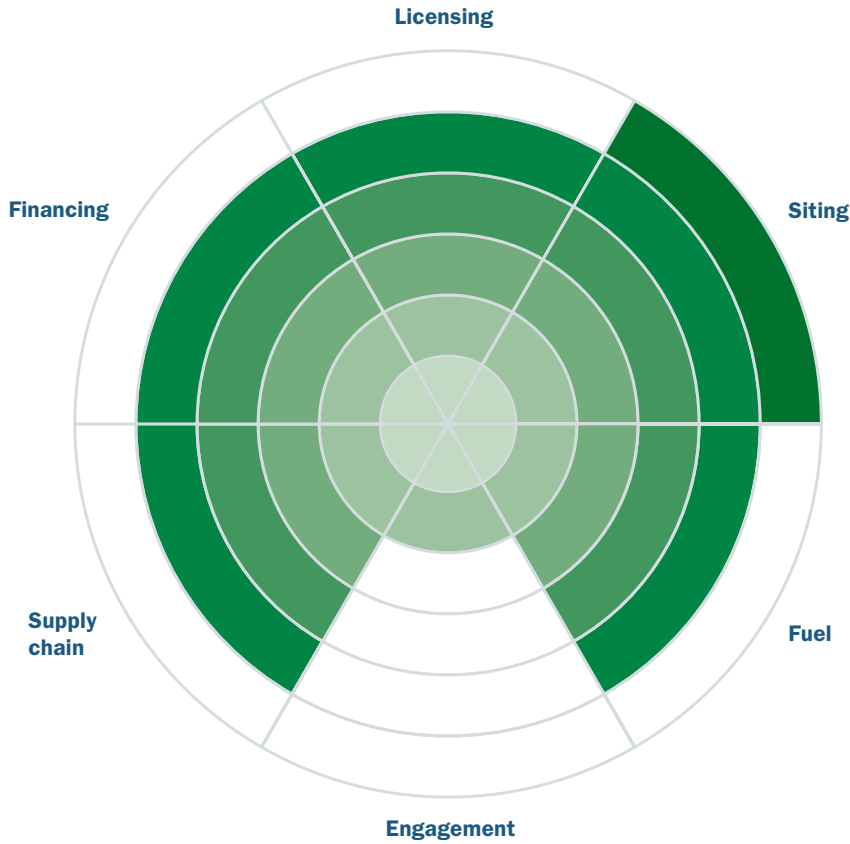 Licensing
Financing
Siting
Supply
chain
Fuel
Engagement